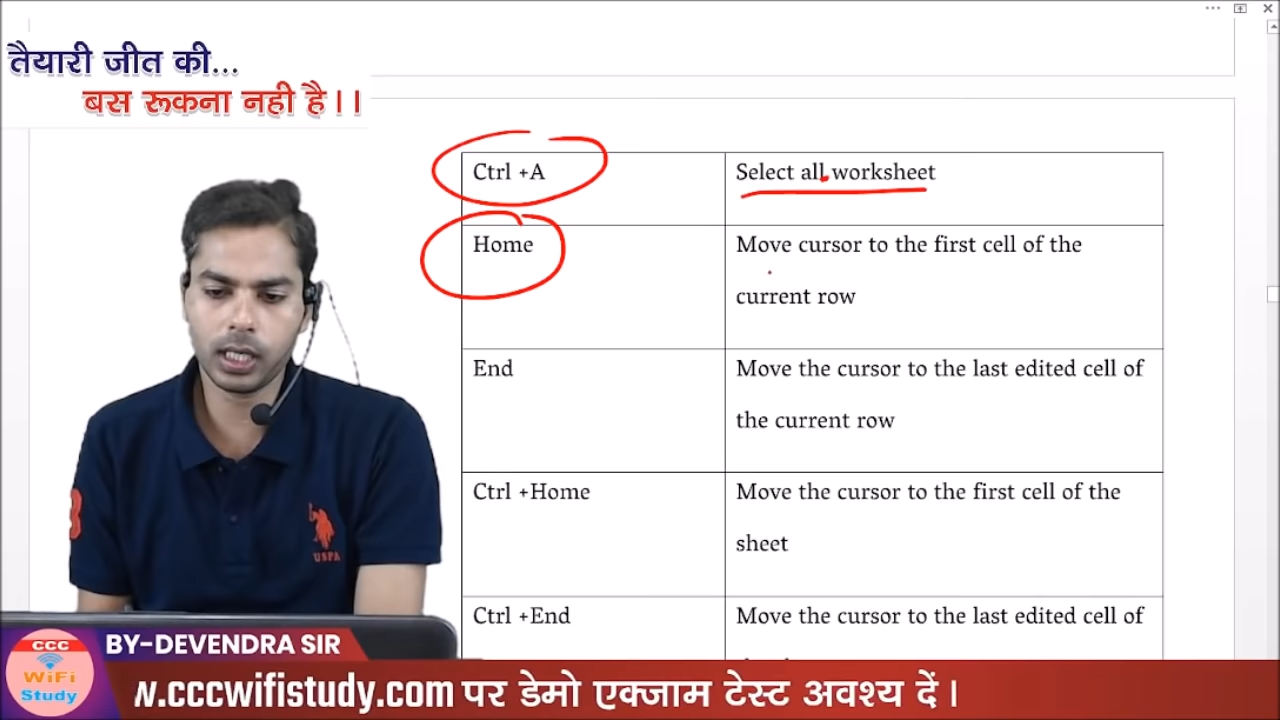 तैयारी जीत की...
बस रूकना नही है।।
Ctrl +A
Select all worksheet
Home
Move cursor to the first cell of the
current row
End
Move the cursor to the last edited cell of
the current row
Ctrl +Home
Move the cursor to the first cell of the
sheet
Ctrl +End
Move the cursor to the last edited cell of
3
USPA
CCC
WiFi
Study
BY-DEVENDRA SIR
w.cccwifistudy.com पर डेमो एक्जाम टेस्ट अवश्य दें।